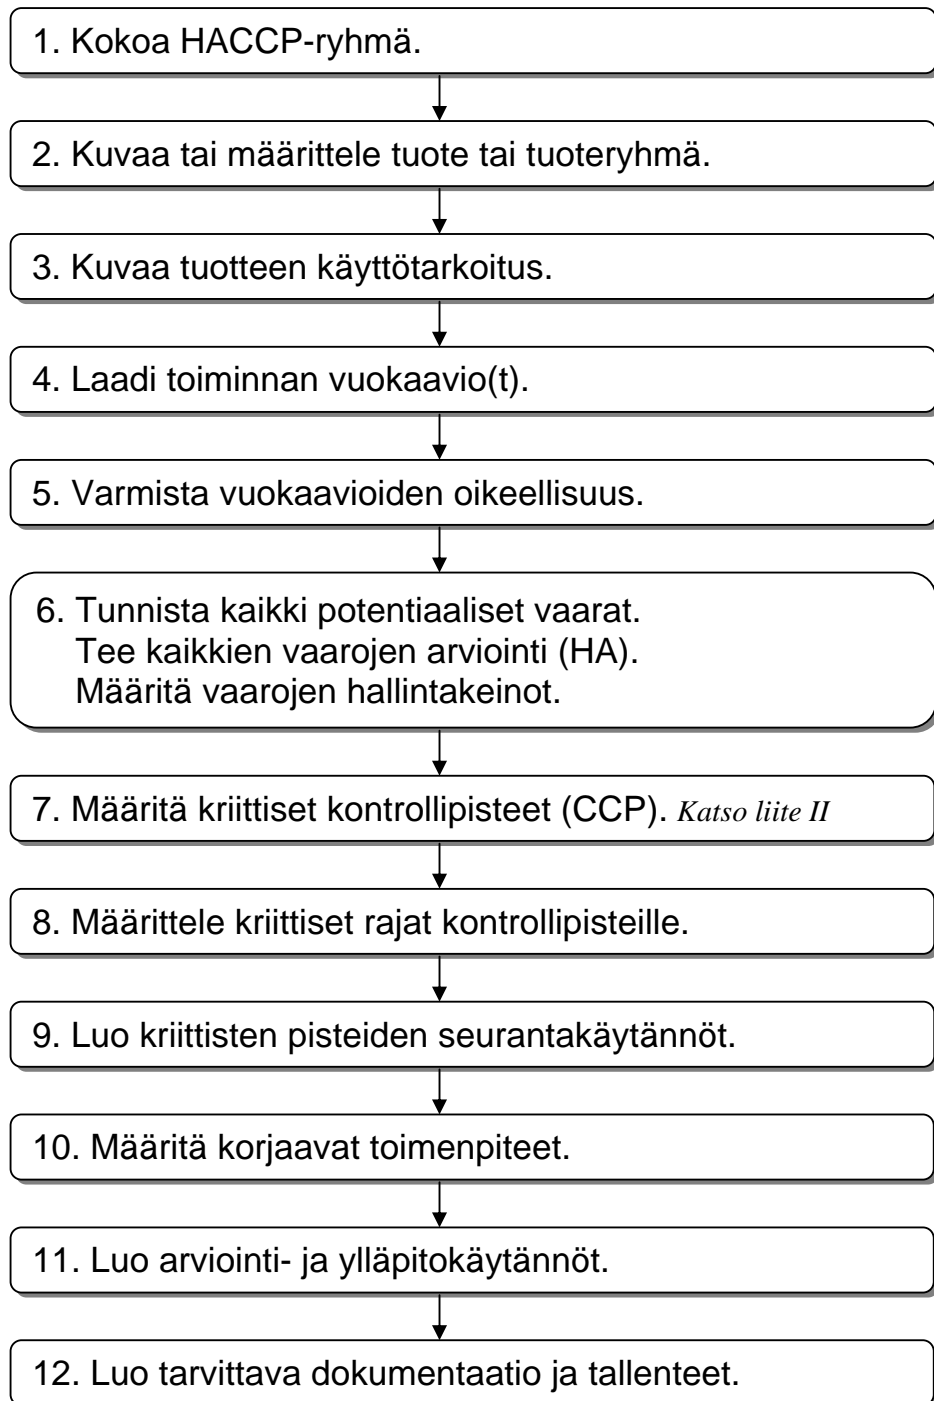 1. Kokoa HACCP-ryhmä.
2. Kuvaa tai määrittele tuote tai tuoteryhmä.
3. Kuvaa tuotteen käyttötarkoitus.
4. Laadi toiminnan vuokaavio(t).
5. Varmista vuokaavioiden oikeellisuus.
6. Tunnista kaikki potentiaaliset vaarat.
Tee kaikkien vaarojen arviointi (HA).
Määritä vaarojen hallintakeinot.
7. Määritä kriittiset kontrollipisteet (CCP). Katso liite II
8. Määrittele kriittiset rajat kontrollipisteille.
9. Luo kriittisten pisteiden seurantakäytännöt.
10. Määritä korjaavat toimenpiteet.
11. Luo arviointi- ja ylläpitokäytännöt.
12. Luo tarvittava dokumentaatio ja tallenteet.